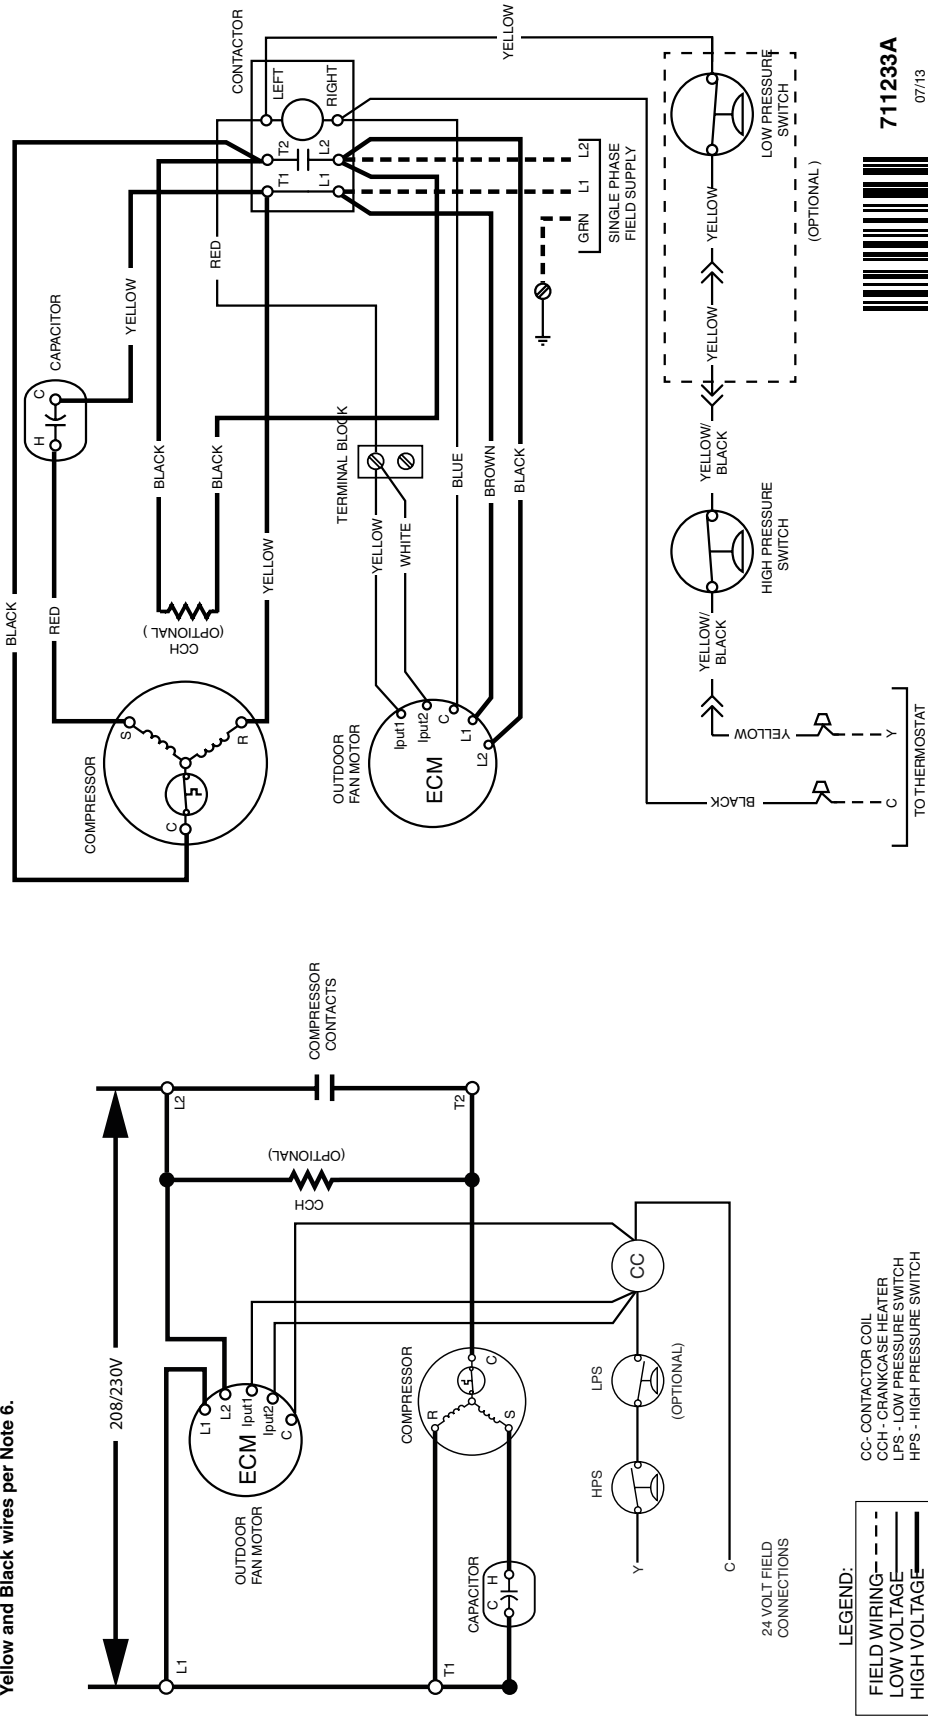 Yellow and Black wires per Note 6.
208/230V
L1
L2
L1
L2
Iput1
Iput2
C
ECM
OUTDOOR
FAN MOTOR
CCH
(OPTIONAL)
COMPRESSOR
CONTACTS
T1
T2
COMPRESSOR
R
S
C
CAPACITOR
C
H
HPS
LPS
(OPTIONAL)
CC
Y
C
24 VOLT FIELD
CONNECTIONS
LEGEND:
FIELD WIRING
LOW VOLTAGE
HIGH VOLTAGE
CC- CONTACTOR COIL
CCH - CRANKCASE HEATER
LPS - LOW PRESSURE SWITCH
HPS - HIGH PRESSURE SWITCH
BLACK
RED
CAPACITOR
H
C
YELLOW
COMPRESSOR
S
R
C
CCH
(OPTIONAL )
BLACK
BLACK
YELLOW
RED
CONTACTOR
LEFT
RIGHT
T2
L2
T1
L1
YELLOW
OUTDOOR
FAN MOTOR
ECM
Iput1
Iput2
C
L1
L2
TERMINAL BLOCK
YELLOW
WHITE
BLUE
BROWN
BLACK
GRN
L1
L2
SINGLE PHASE
FIELD SUPPLY
LOW PRESSURE
SWITCH
YELLOW
YELLOW
(OPTIONAL )
YELLOW/
BLACK
HIGH PRESSURE
SWITCH
YELLOW/
BLACK
YELLOW
BLACK
C
Y
TO THERMOSTAT
711233A
07/13